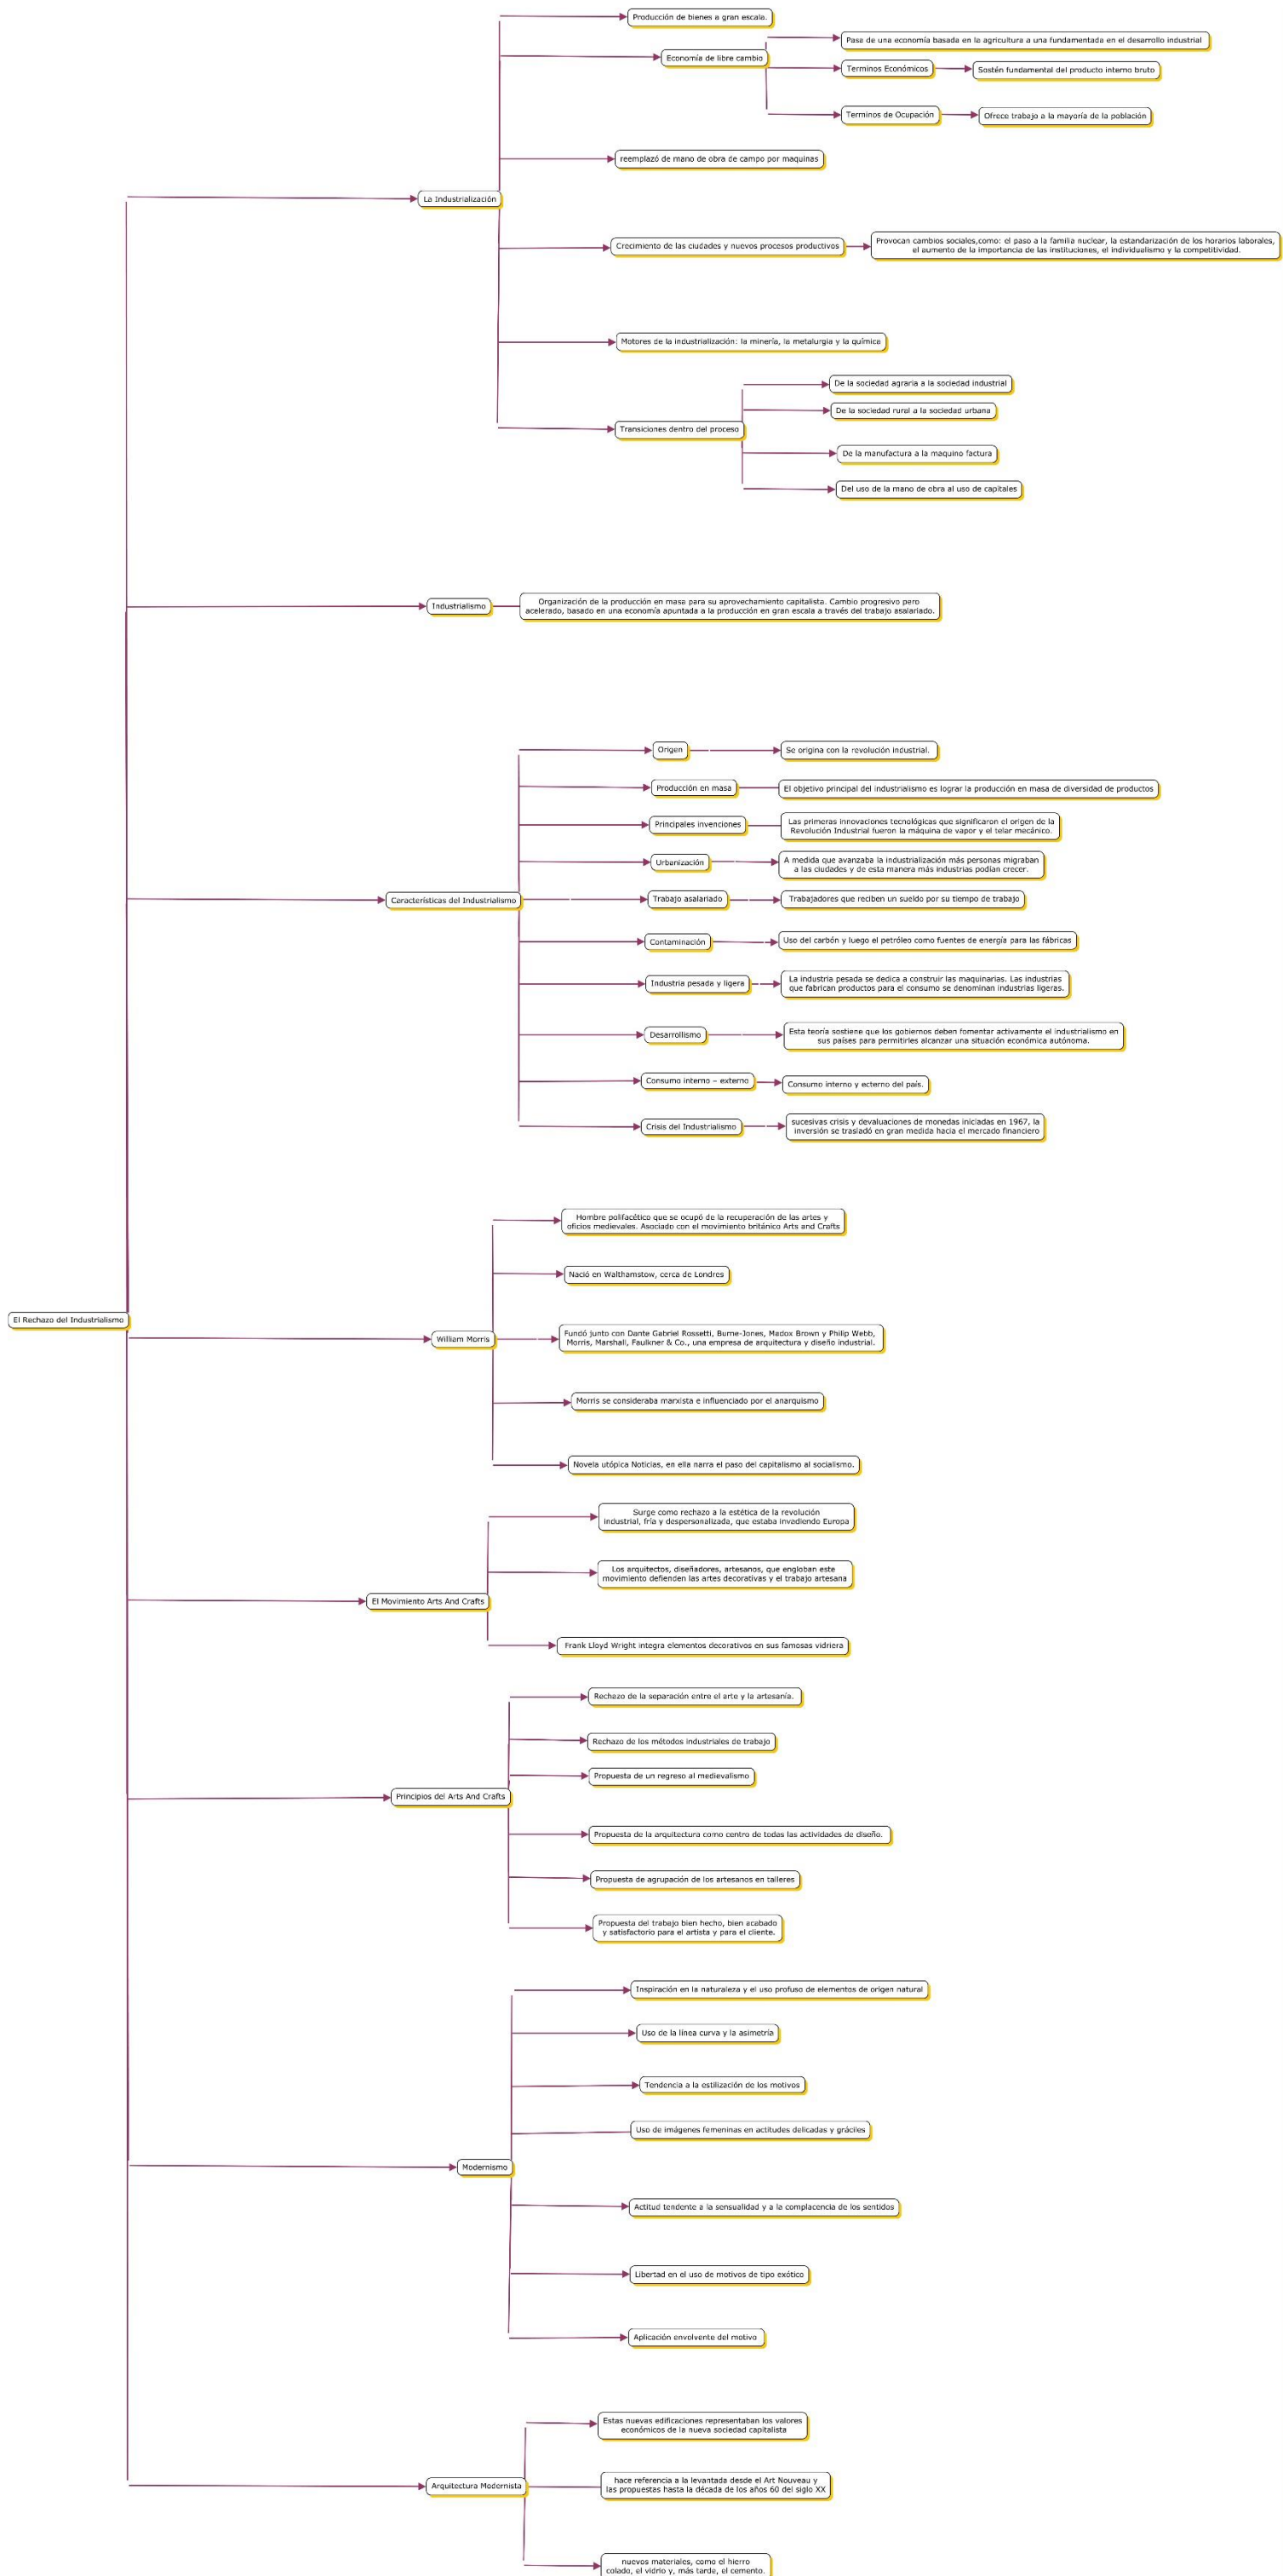 Producción de bienes a gran escala.
Economía de libre cambio
Pasa de una economía basada en la agricultura a una fundamentada en el desarrollo industrial
Terminos Económicos
Sostén fundamental del producto interno bruto
Terminos de Ocupación
Ofrece trabajo a la mayoría de la población
reemplazó de mano de obra de campo por maquinas
La Industrialización
Crecimiento de las ciudades y nuevos procesos productivos
Provocan cambios sociales,como: el paso a la familia nuclear, la estandarización de los horarios laborales,
el aumento de la importancia de las instituciones, el individualismo y la competitividad.
Motores de la industrialización: la minería, la metalurgia y la química
Transiciones dentro del proceso
De la sociedad agraria a la sociedad industrial
De la sociedad rural a la sociedad urbana
De la manufactura a la maquino factura
Del uso de la mano de obra al uso de capitales
Industrialismo
Organización de la producción en masa para su aprovechamiento capitalista. Cambio progresivo pero
acelerado, basado en una economía apuntada a la producción en gran escala a través del trabajo asalariado.
Características del Industrialismo
Origen
Se origina con la revolución industrial.
Producción en masa
El objetivo principal del industrialismo es lograr la producción en masa de diversidad de productos
Principales invenciones
Las primeras innovaciones tecnológicas que significaron el origen de la
Revolución Industrial fueron la máquina de vapor y el telar mecánico.
Urbanización
A medida que avanzaba la industrialización más personas migraban
a las ciudades y de esta manera más industrias podían crecer.
Trabajo asalariado
Trabajadores que reciben un sueldo por su tiempo de trabajo
Contaminación
Uso del carbón y luego el petróleo como fuentes de energía para las fábricas
Industria pesada y ligera
La industria pesada se dedica a construir las maquinarias. Las industrias
que fabrican productos para el consumo se denominan industrias ligeras.
Desarrollismo
Esta teoría sostiene que los gobiernos deben fomentar activamente el industrialismo en
sus países para permitirles alcanzar una situación económica autónoma.
Consumo interno – externo
Consumo interno y ecterno del país.
Crisis del Industrialismo
sucesivas crisis y devaluaciones de monedas iniciadas en 1967, la
inversión se trasladó en gran medida hacia el mercado financiero
El Rechazo del Industrialismo
William Morris
Hombre polifacético que se ocupó de la recuperación de las artes y
oficios medievales. Asociado con el movimiento británico Arts and Crafts
Nació en Walthamstow, cerca de Londres
Fundó junto con Dante Gabriel Rossetti, Burne-Jones, Madox Brown y Philip Webb,
Morris, Marshall, Faulkner & Co., una empresa de arquitectura y diseño industrial.
Morris se consideraba marxista e influenciado por el anarquismo
Novela utópica Noticias, en ella narra el paso del capitalismo al socialismo.
El Movimiento Arts And Crafts
Surge como rechazo a la estética de la revolución
industrial, fría y despersonalizada, que estaba invadiendo Europa
Los arquitectos, diseñadores, artesanos, que engloban este
movimiento defienden las artes decorativas y el trabajo artesana
Frank Lloyd Wright integra elementos decorativos en sus famosas vidriera
Principios del Arts And Crafts
Rechazo de la separación entre el arte y la artesanía.
Rechazo de los métodos industriales de trabajo
Propuesta de un regreso al medievalismo
Propuesta de la arquitectura como centro de todas las actividades de diseño.
Propuesta de agrupación de los artesanos en talleres
Propuesta del trabajo bien hecho, bien acabado
y satisfactorio para el artista y para el cliente.
Modernismo
Inspiración en la naturaleza y el uso profuso de elementos de origen natural
Uso de la línea curva y la asimetría
Tendencia a la estilización de los motivos
Uso de imágenes femeninas en actitudes delicadas y gráciles
Actitud tendente a la sensualidad y a la complacencia de los sentidos
Libertad en el uso de motivos de tipo exótico
Aplicación envolvente del motivo
Arquitectura Modernista
Estas nuevas edificaciones representaban los valores
económicos de la nueva sociedad capitalista
hace referencia a la levantada desde el Art Nouveau y
las propuestas hasta la década de los años 60 del siglo XX
nuevos materiales, como el hierro
colado, el vidrio y, más tarde, el cemento.